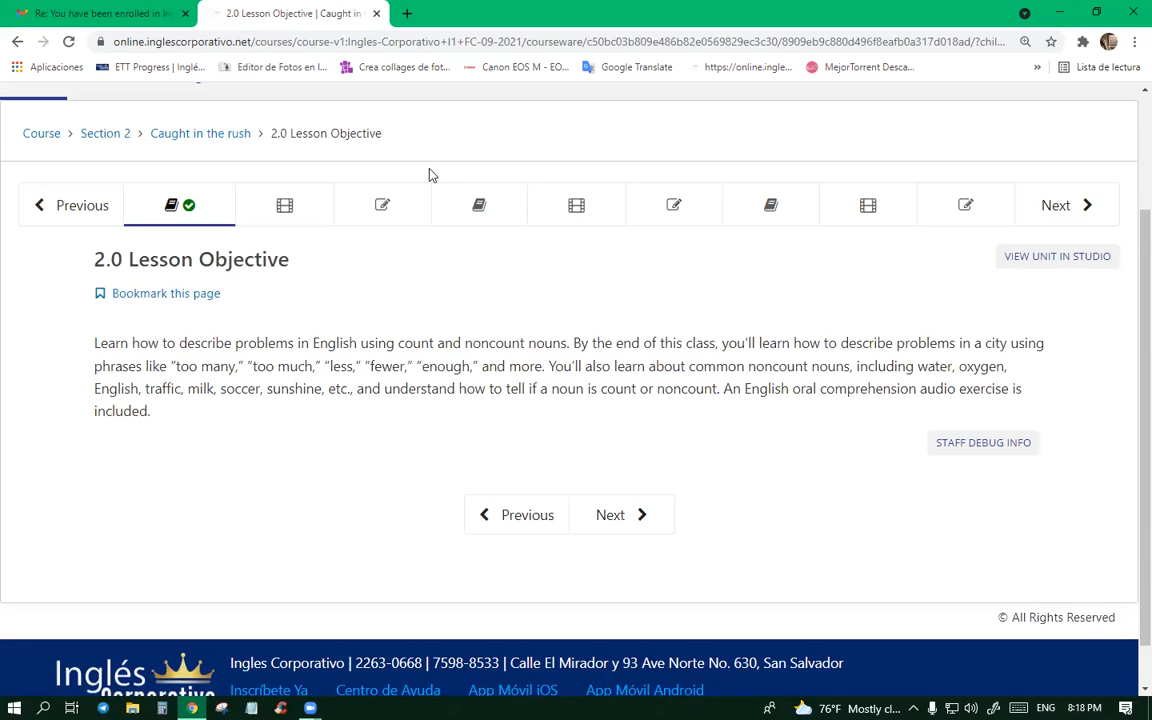 Re: You have been enrolled in In
2.0 Lesson Objective | Caught in
online.inglescorporativo.net/courses/course-v1:Ingles-Corporativo+I1+FC-09-2021/courseware/c50bc03b809e486b82e0569829ec3c30/8909eb9c880d496f8eafb0a317d018ad/?chil...
Aplicaciones
ETT Progress | Inglé...
Editor de Fotos en l...
Crea collages de fot...
Canon EOS M - EO...
Google Translate
https://online.ingle...
MejorTorrent Desca...
»
Lista de lectura
Course > Section 2 > Caught in the rush > 2.0 Lesson Objective
Previous
Next
2.0 Lesson Objective
VIEW UNIT IN STUDIO
Bookmark this page
Learn how to describe problems in English using count and noncount nouns. By the end of this class, you’ll learn how to describe problems in a city using
phrases like “too many,” “too much,” “less,” “fewer,” “enough,” and more. You’ll also learn about common noncount nouns, including water, oxygen,
English, traffic, milk, soccer, sunshine, etc., and understand how to tell if a noun is count or noncount. An English oral comprehension audio exercise is
included.
STAFF DEBUG INFO
Previous
Next
© All Rights Reserved
Inglés
Corporativo
Ingles Corporativo | 2263-0668 | 7598-8533 | Calle El Mirador y 93 Ave Norte No. 630, San Salvador
Inscríbete Ya
Centro de Ayuda
App Móvil iOS
App Móvil Android
76°F Mostly cl...
ENG
8:18 PM